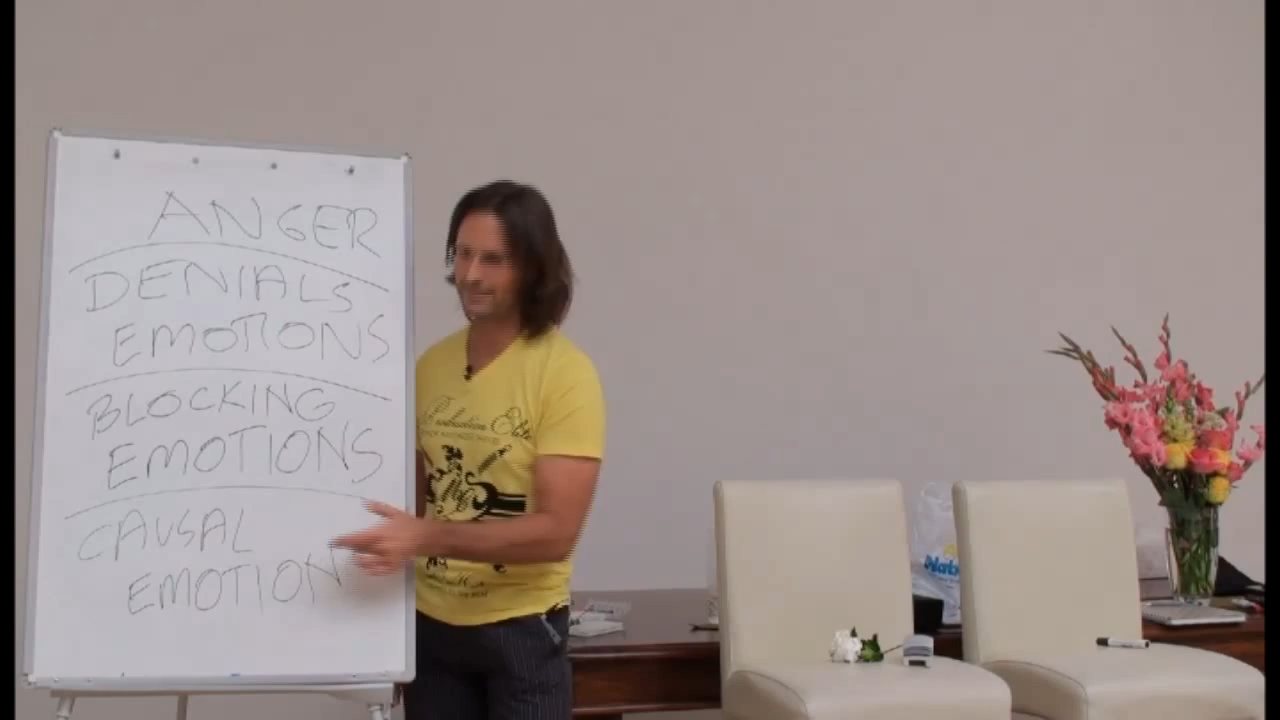 ANGER
DENIALS
EMOTIONS
BLOCKING
EMOTIONS
CAUSAL
EMOTION